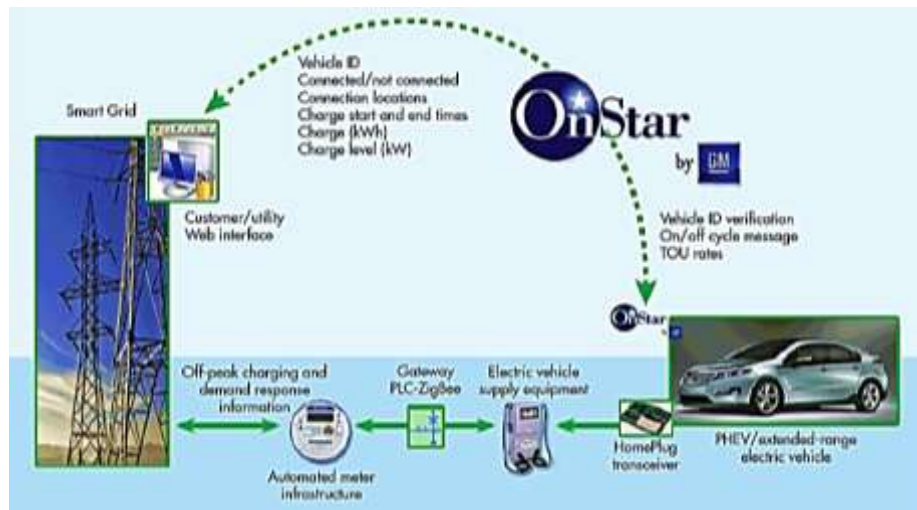 Vehicle ID
Connected/not connected
Connection locations
Charge start and end times
Charge (kWh)
Charge level (kW)
Smart Grid
OnStar
by GM
Customer/utility
Web interface
Vehicle ID verification
On/off cycle message
TOU rates
OnStar
Off-peak charging and
demand response
information
Gateway
PLC-ZigBee
Electric vehicle
supply equipment
Automated meter
infrastructure
HomePlug
transceiver
PHEV/extended-range
electric vehicle